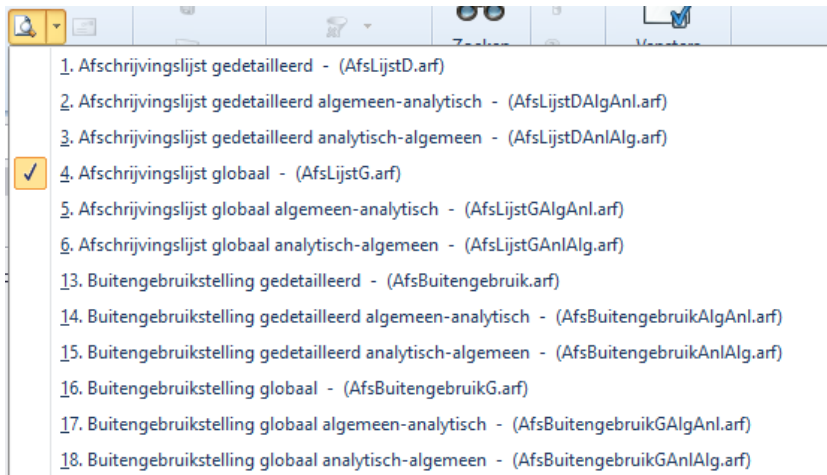 Zoeken
Vensters
1. Afschrijvingslijst gedetailleerd - (AfsLijstD.arf)
2. Afschrijvingslijst gedetailleerd algemeen-analytisch - (AfsLijstDAlgAnl.arf)
3. Afschrijvingslijst gedetailleerd analytisch-algemeen - (AfsLijstDAnlAlg.arf)
4. Afschrijvingslijst globaal - (AfsLijstG.arf)
5. Afschrijvingslijst globaal algemeen-analytisch - (AfsLijstGAlgAnl.arf)
6. Afschrijvingslijst globaal analytisch-algemeen - (AfsLijstGAnlAlg.arf)
13. Buitengebruikstelling gedetailleerd - (AfsBuitengebruik.arf)
14. Buitengebruikstelling gedetailleerd algemeen-analytisch - (AfsBuitengebruikAlgAnl.arf)
15. Buitengebruikstelling gedetailleerd analytisch-algemeen - (AfsBuitengebruikAnlAlg.arf)
16. Buitengebruikstelling globaal - (AfsBuitengebruikG.arf)
17. Buitengebruikstelling globaal algemeen-analytisch - (AfsBuitengebruikGAlgAnl.arf)
18. Buitengebruikstelling globaal analytisch-algemeen - (AfsBuitengebruikGAnlAlg.arf)